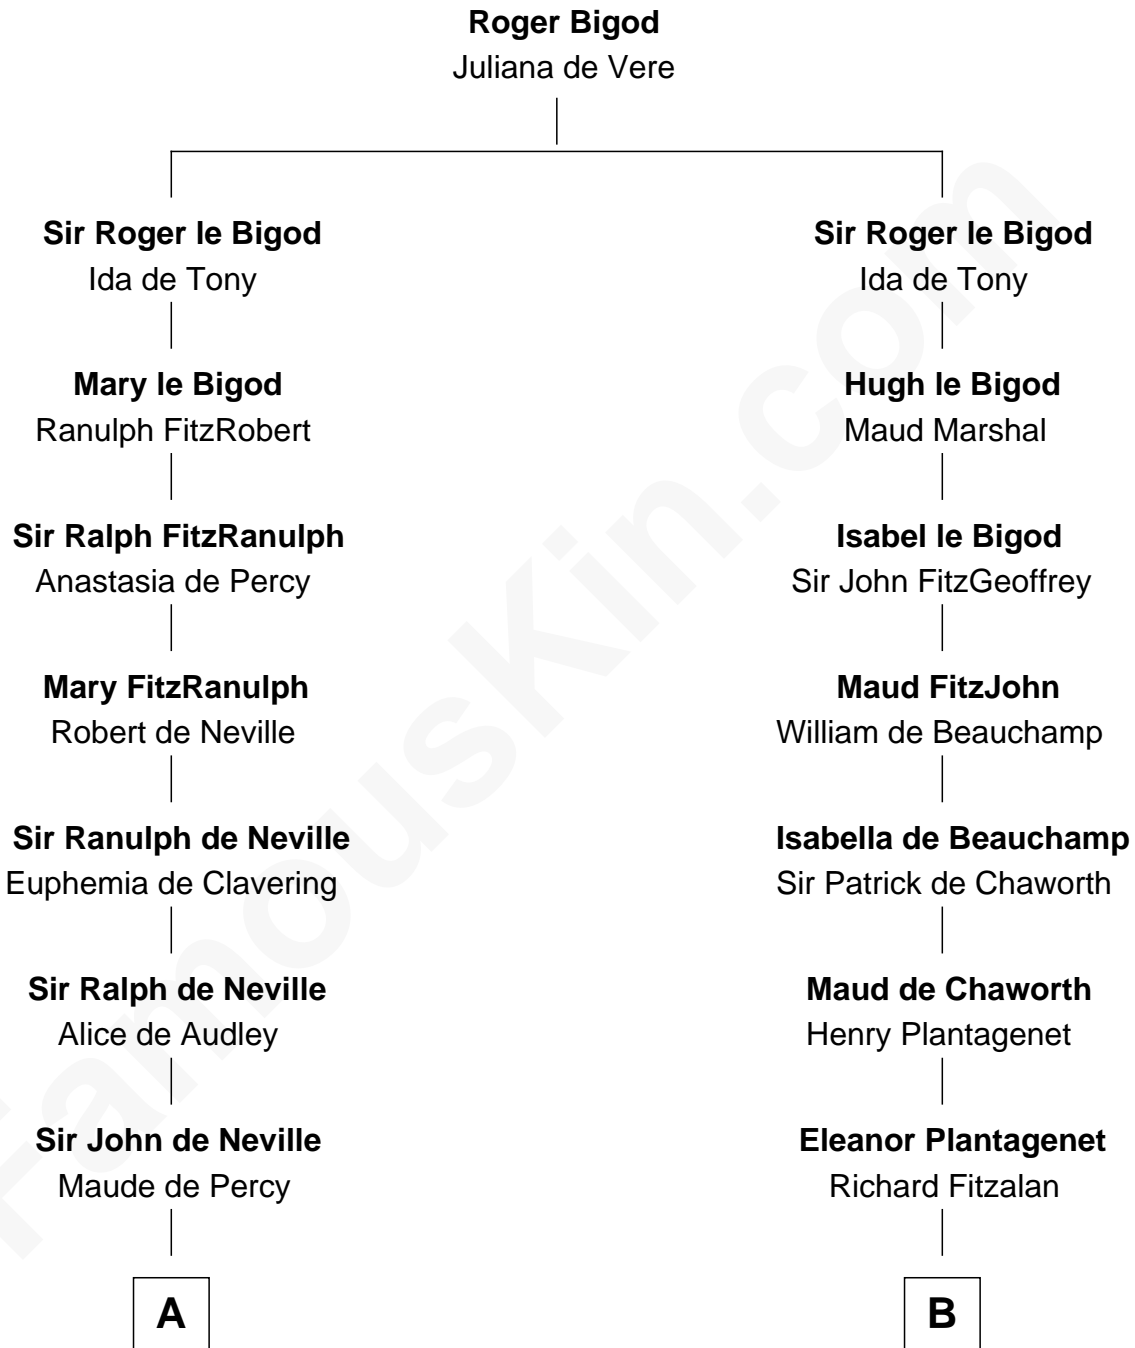 Roger Bigod
Juliana de Vere
Sir Roger le Bigod
Ida de Tony
Mary le Bigod
Ranulph FitzRobert
Sir Ralph FitzRanulph
Anastasia de Percy
Mary FitzRanulph
Robert de Neville
Sir Ranulph de Neville
Euphemia de Clavering
Sir Ralph de Neville
Alice de Audley
Sir John de Neville
Maude de Percy
A
Sir Roger le Bigod
Ida de Tony
Hugh le Bigod
Maud Marshal
Isabel le Bigod
Sir John FitzGeoffrey
Maud FitzJohn
William de Beauchamp
Isabella de Beauchamp
Sir Patrick de Chaworth
Maud de Chaworth
Henry Plantagenet
Eleanor Plantagenet
Richard Fitzalan
B
FamousKin.com